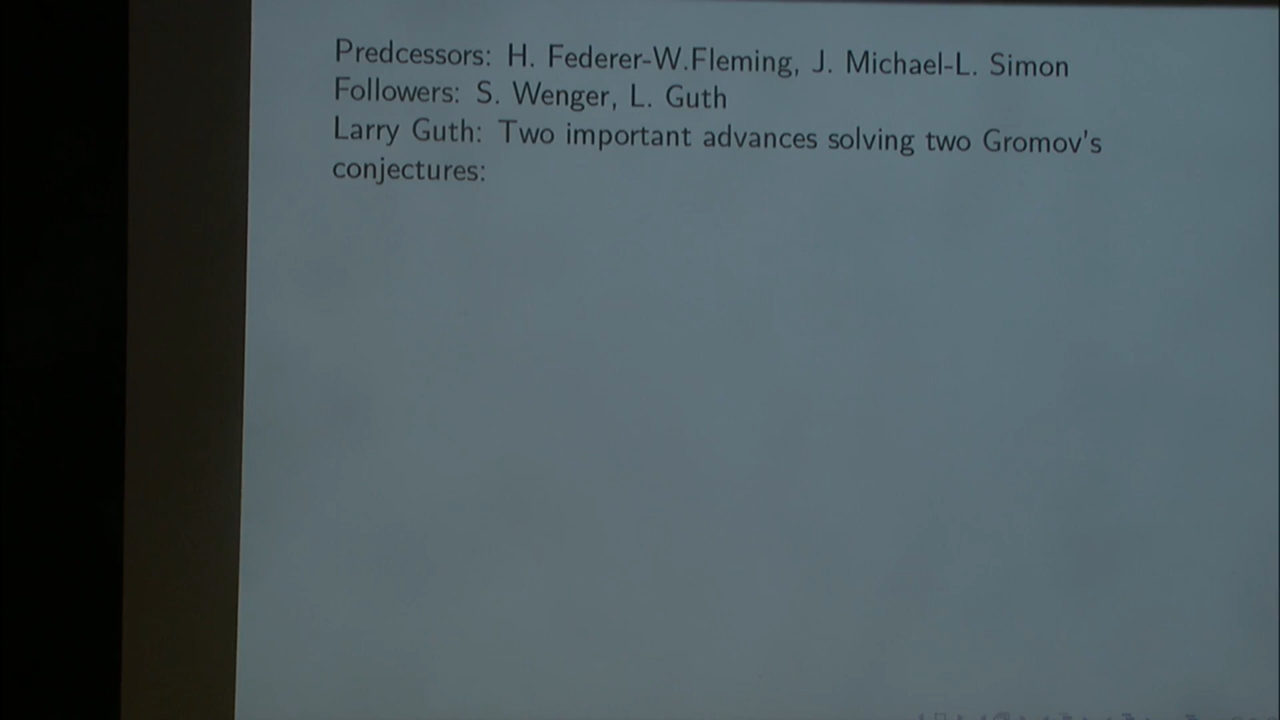 Predcessors: H. Federer-W.Fleming, J. Michael-L. Simon
Followers: S. Wenger, L. Guth
Larry Guth: Two important advances solving two Gromov's
conjectures: